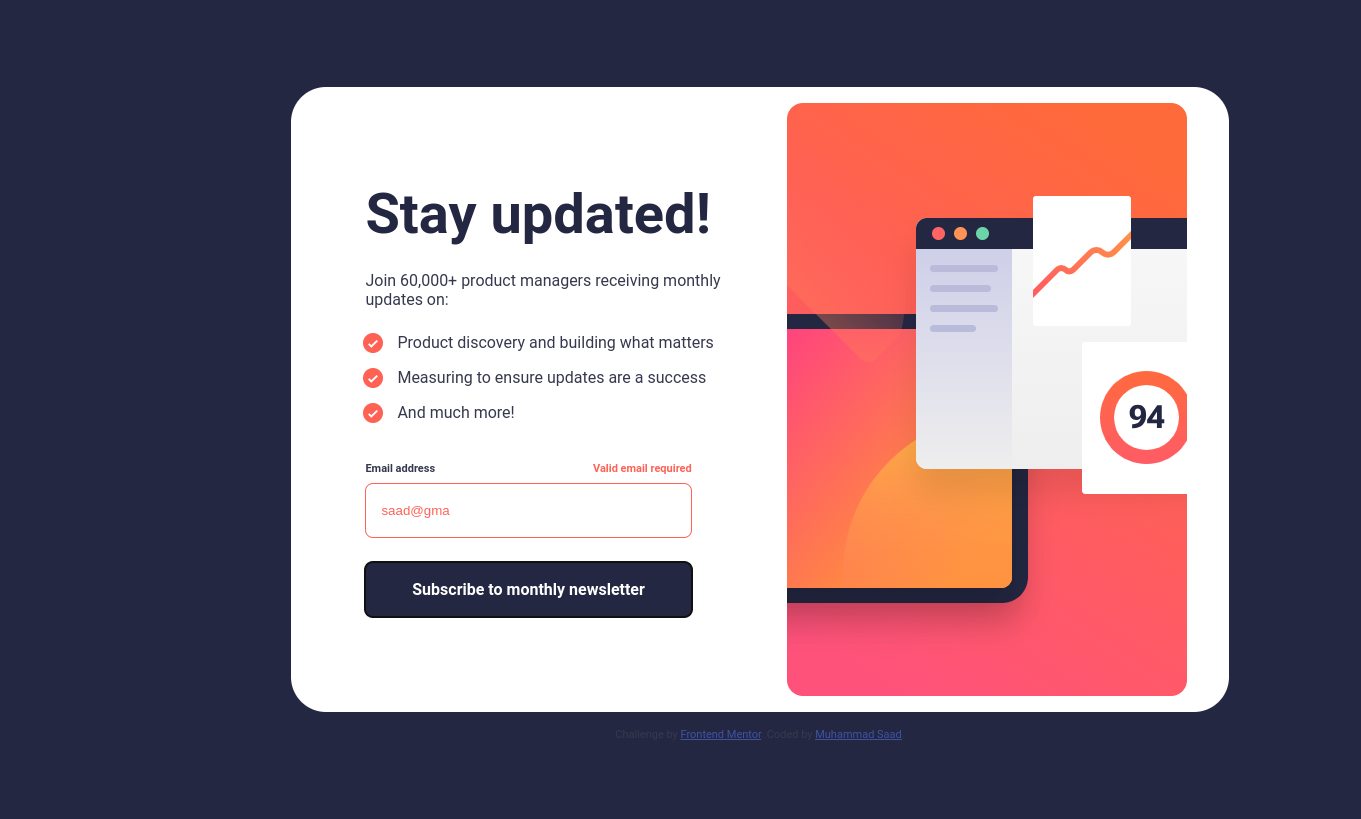 Stay updated!
Join 60,000+ product managers receiving monthly
updates on:
Product discovery and building what matters
Measuring to ensure updates are a success
And much more!
Email address
Valid email required
saad@gma
Subscribe to monthly newsletter
94
Challenge by Frontend Mentor. Coded by Muhammad Saad.